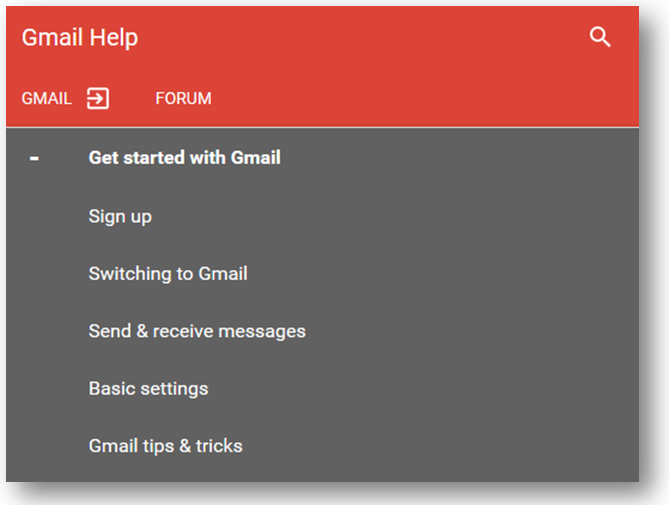 Gmail Help
GMAIL FORUM
- Get started with Gmail
Sign up
Switching to Gmail
Send & receive messages
Basic settings
Gmail tips & tricks